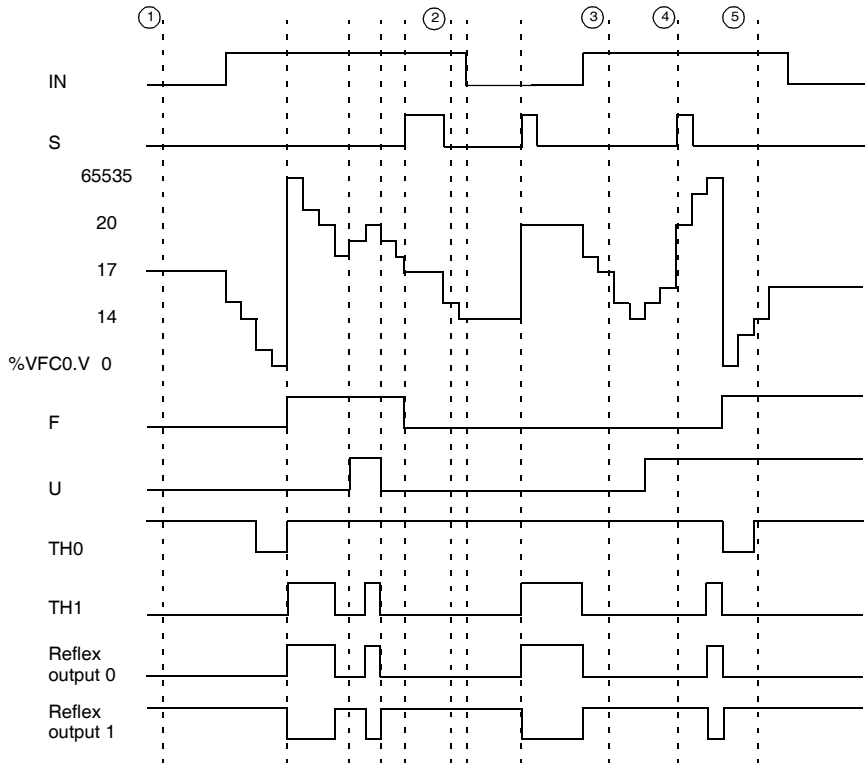 1 2 3 4 5
IN
S
65535
20
17
14
%VFC0.V 0
F
U
TH0
TH1
Reflex
output 0
Reflex
output 1